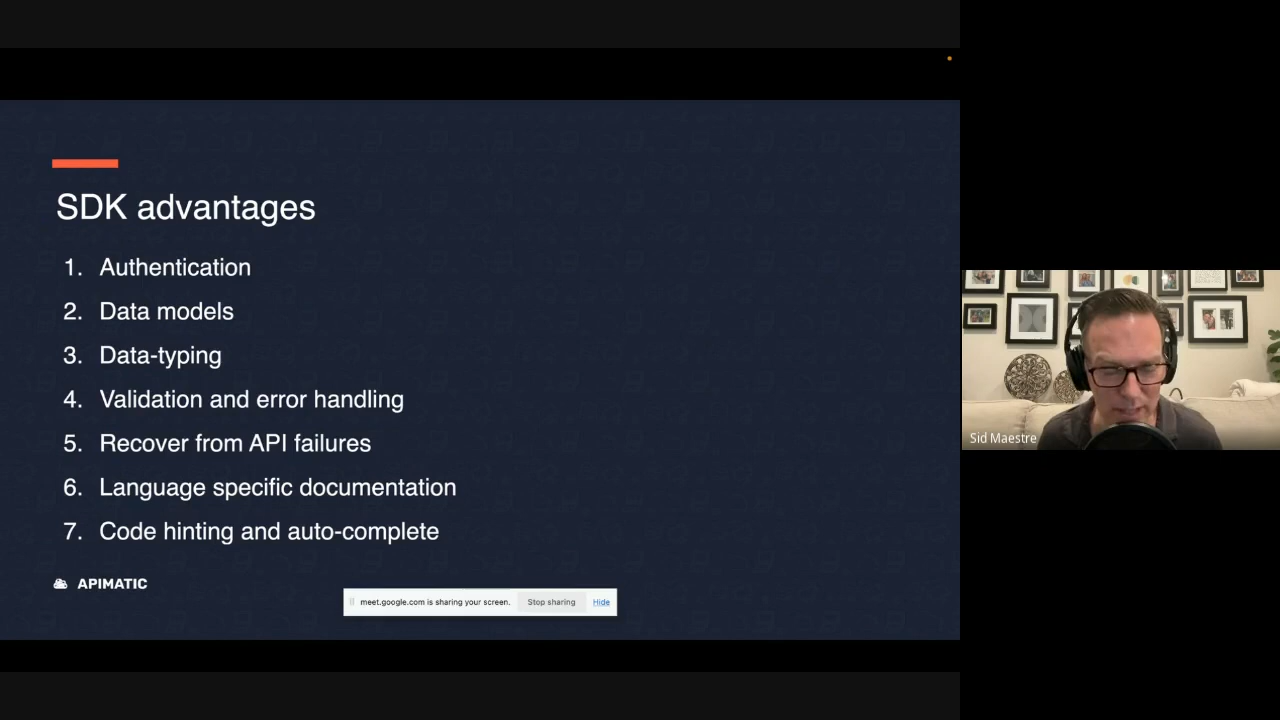 SDK advantages
1. Authentication
2. Data models
3. Data-typing
4. Validation and error handling
5. Recover from API failures
6. Language specific documentation
7. Code hinting and auto-complete
APIMATIC
meet.google.com is sharing your screen. Stop sharing Hide
Sid Maestre